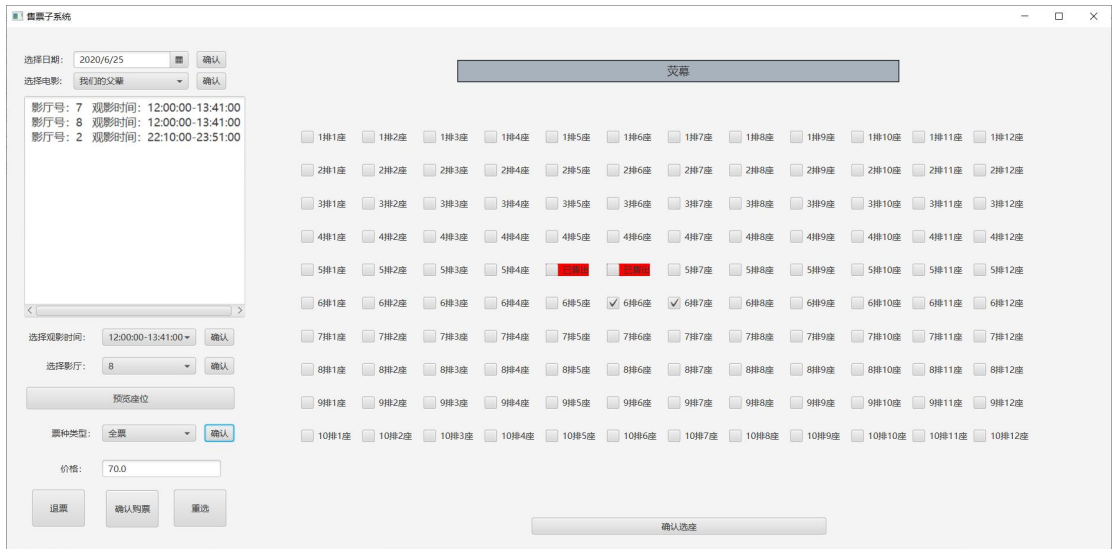 售票子系统
选择日期： 2020/6/25 确认
选择电影： 我们的父辈 确认
荧幕
影厅号：7 观影时间：12:00:00-13:41:00
影厅号：8 观影时间：12:00:00-13:41:00
影厅号：2 观影时间：22:10:00-23:51:00
1排1座 1排2座 1排3座 1排4座 1排5座 1排6座 1排7座 1排8座 1排9座 1排10座 1排11座 1排12座
2排1座 2排2座 2排3座 2排4座 2排5座 2排6座 2排7座 2排8座 2排9座 2排10座 2排11座 2排12座
3排1座 3排2座 3排3座 3排4座 3排5座 3排6座 3排7座 3排8座 3排9座 3排10座 3排11座 3排12座
4排1座 4排2座 4排3座 4排4座 4排5座 4排6座 4排7座 4排8座 4排9座 4排10座 4排11座 4排12座
5排1座 5排2座 5排3座 5排4座 已售出 已售出 5排7座 5排8座 5排9座 5排10座 5排11座 5排12座
6排1座 6排2座 6排3座 6排4座 6排5座 6排6座 6排7座 6排8座 6排9座 6排10座 6排11座 6排12座
7排1座 7排2座 7排3座 7排4座 7排5座 7排6座 7排7座 7排8座 7排9座 7排10座 7排11座 7排12座
8排1座 8排2座 8排3座 8排4座 8排5座 8排6座 8排7座 8排8座 8排9座 8排10座 8排11座 8排12座
9排1座 9排2座 9排3座 9排4座 9排5座 9排6座 9排7座 9排8座 9排9座 9排10座 9排11座 9排12座
10排1座 10排2座 10排3座 10排4座 10排5座 10排6座 10排7座 10排8座 10排9座 10排10座 10排11座 10排12座
选择观影时间： 12:00:00-13:41:00 确认
选择影厅： 8 确认
预览座位
票种类型： 全票 确认
价格： 70.0
退票 确认购票 重选
确认选座